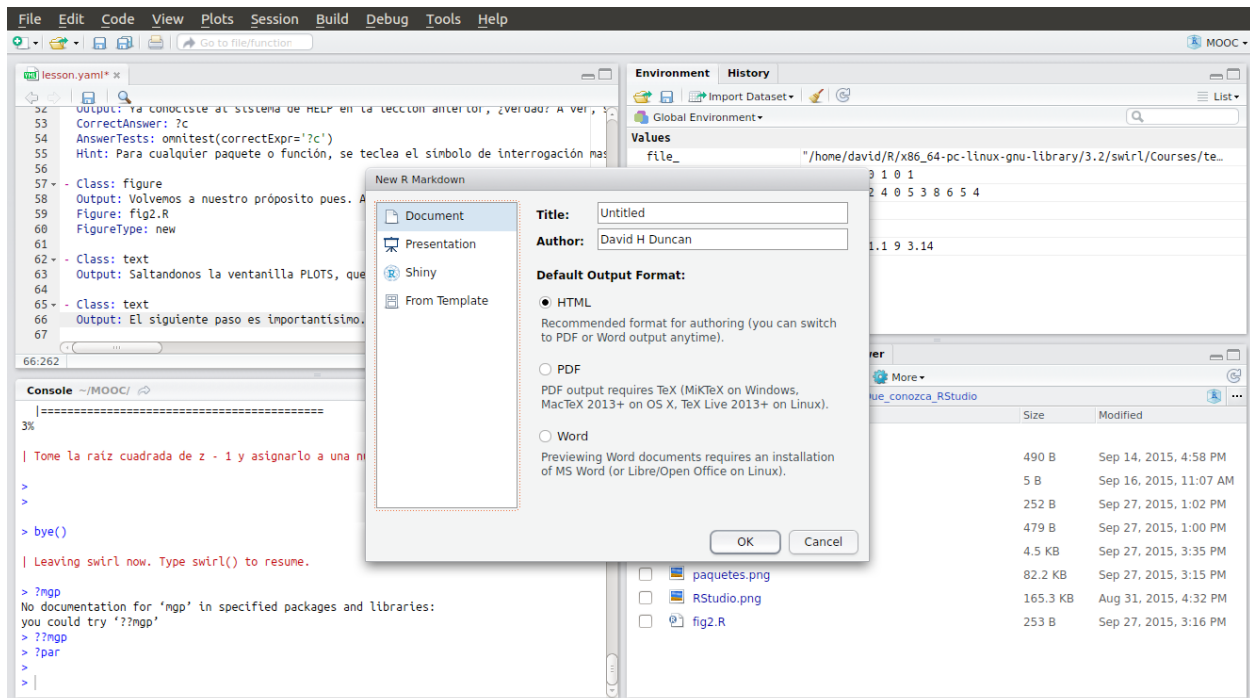 File Edit Code View Plots Session Build Debug Tools Help
Go to file/function
MOOC
lesson.yaml*
52 Output: Ya conociste al sistema de HELP en la lección anterior, ¿verdad? A ver,
53 CorrectAnswer: ?c
54 AnswerTests: omnitest(correctExpr='?c')
55 Hint: Para cualquier paquete o función, se teclea el símbolo de interrogación mas
56
57 - Class: figure
58 Output: Volvemos a nuestro próposito pues. A
59 Figure: fig2.R
60 FigureType: new
61
62 - Class: text
63 Output: Saltandonos la ventanilla PLOTS, que
64
65 - Class: text
66 Output: El siguiente paso es importantísimo.
67
66:262
Console ~/MOOC/
|===========================================
3%
| Tome la raíz cuadrada de z - 1 y asignarlo a una nu
>
>
> bye()
| Leaving swirl now. Type swirl() to resume.
> ?mgp
No documentation for ‘mgp’ in specified packages and libraries:
you could try ‘??mgp’
> ??mgp
> ?par
>
>
New R Markdown
Document
Presentation
Shiny
From Template
Title: Untitled
Author: David H Duncan
Default Output Format:
HTML
Recommended format for authoring (you can switch
to PDF or Word output anytime).
PDF
PDF output requires TeX (MiKTeX on Windows,
MacTeX 2013+ on OS X, TeX Live 2013+ on Linux).
Word
Previewing Word documents requires an installation
of MS Word (or Libre/Open Office on Linux).
OK Cancel
Environment History
Import Dataset List
Global Environment
Values
file_ "/home/david/R/x86_64-pc-linux-gnu-library/3.2/swirl/Courses/te…
0 1 0 1
2 4 0 5 3 8 6 5 4
1.1 9 3.14
More
ue_conozca_RStudio
Size Modified
490 B Sep 14, 2015, 4:58 PM
5 B Sep 16, 2015, 11:07 AM
252 B Sep 27, 2015, 1:02 PM
479 B Sep 27, 2015, 1:00 PM
4.5 KB Sep 27, 2015, 3:35 PM
paquetes.png 82.2 KB Sep 27, 2015, 3:15 PM
RStudio.png 165.3 KB Aug 31, 2015, 4:32 PM
fig2.R 253 B Sep 27, 2015, 3:16 PM